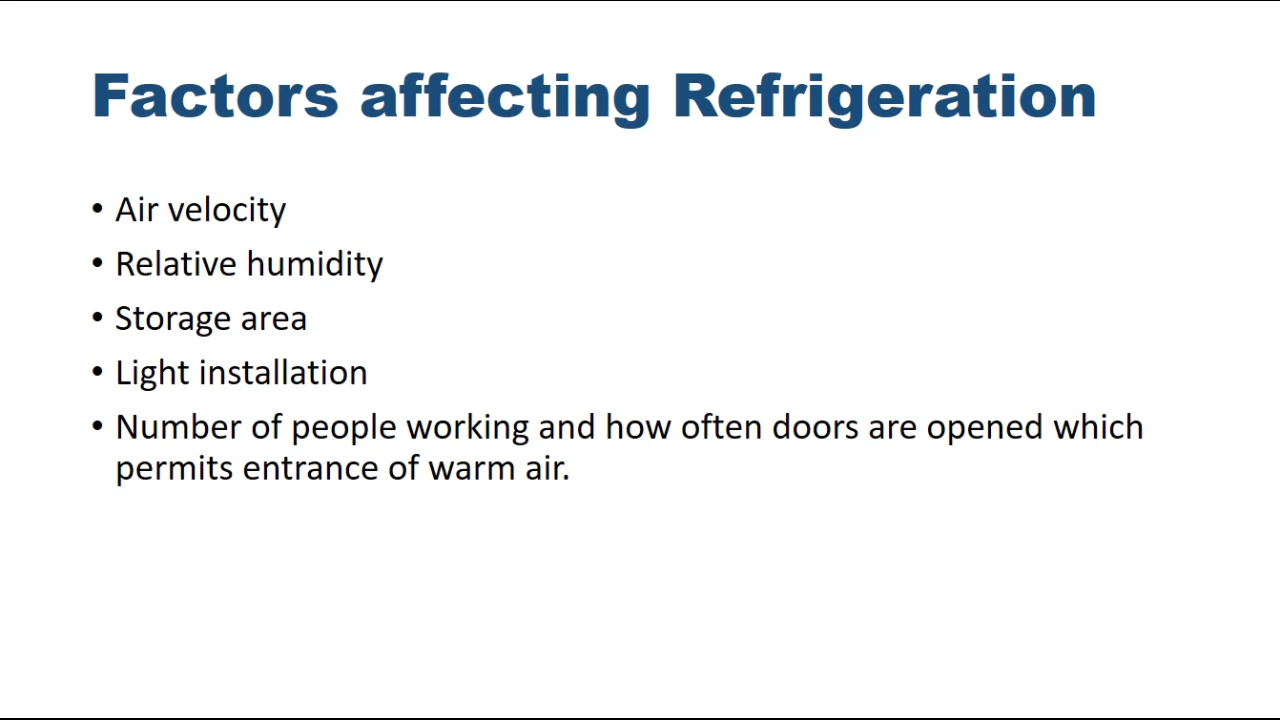 Factors affecting Refrigeration
• Air velocity
• Relative humidity
• Storage area
• Light installation
• Number of people working and how often doors are opened which
permits entrance of warm air.